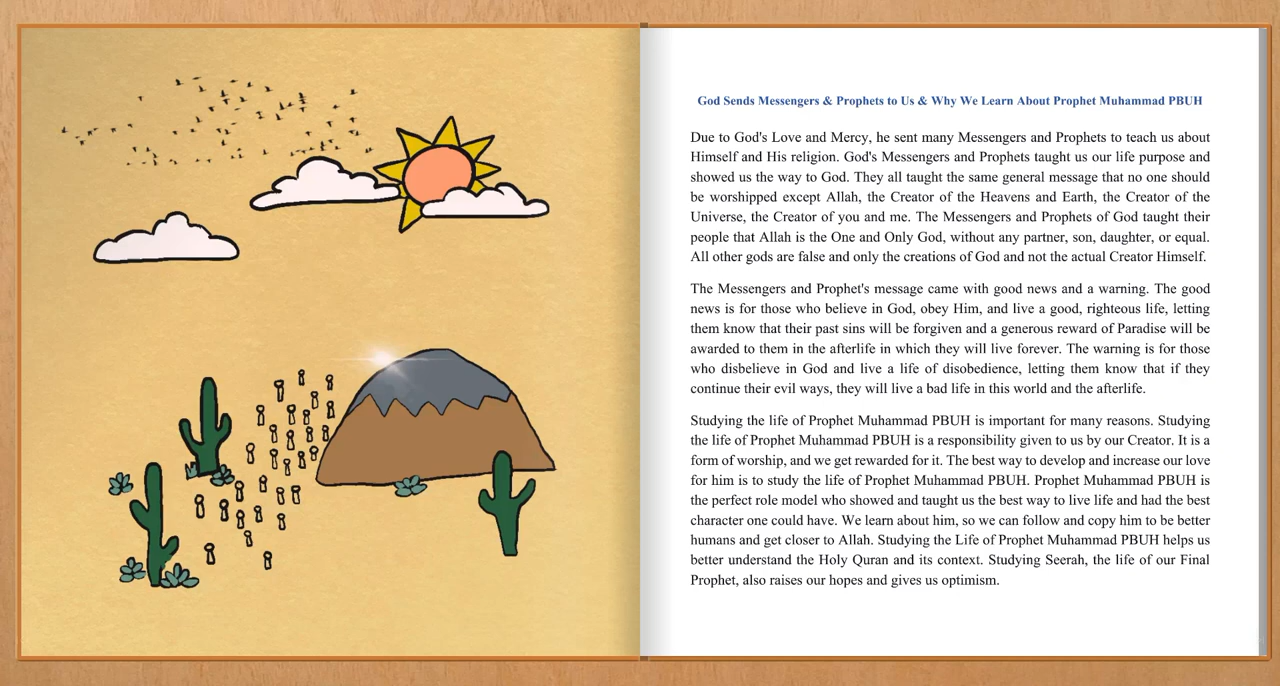 God Sends Messengers & Prophets to Us & Why We Learn About Prophet Muhammad PBUH
Due to God's Love and Mercy, he sent many Messengers and Prophets to teach us about
Himself and His religion. God's Messengers and Prophets taught us our life purpose and
showed us the way to God. They all taught the same general message that no one should
be worshipped except Allah, the Creator of the Heavens and Earth, the Creator of the
Universe, the Creator of you and me. The Messengers and Prophets of God taught their
people that Allah is the One and Only God, without any partner, son, daughter, or equal.
All other gods are false and only the creations of God and not the actual Creator Himself.
The Messengers and Prophet's message came with good news and a warning. The good
news is for those who believe in God, obey Him, and live a good, righteous life, letting
them know that their past sins will be forgiven and a generous reward of Paradise will be
awarded to them in the afterlife in which they will live forever. The warning is for those
who disbelieve in God and live a life of disobedience, letting them know that if they
continue their evil ways, they will live a bad life in this world and the afterlife.
Studying the life of Prophet Muhammad PBUH is important for many reasons. Studying
the life of Prophet Muhammad PBUH is a responsibility given to us by our Creator. It is a
form of worship, and we get rewarded for it. The best way to develop and increase our love
for him is to study the life of Prophet Muhammad PBUH. Prophet Muhammad PBUH is
the perfect role model who showed and taught us the best way to live life and had the best
character one could have. We learn about him, so we can follow and copy him to be better
humans and get closer to Allah. Studying the Life of Prophet Muhammad PBUH helps us
better understand the Holy Quran and its context. Studying Seerah, the life of our Final
Prophet, also raises our hopes and gives us optimism.